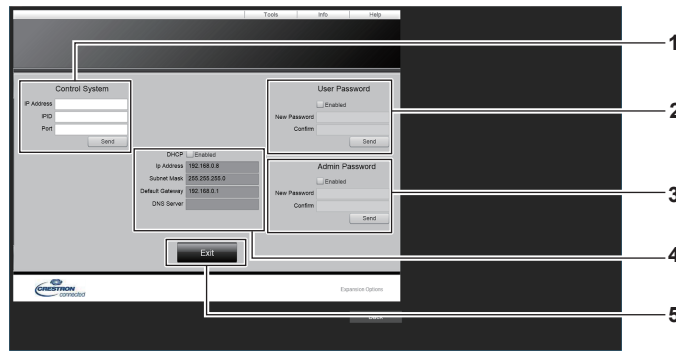 Tools Info Help
1
Control System
IP Address
IPID
Port
Send
User Password
Enabled
New Password
Confirm
Send
2
DHCP Enabled
Ip Address 192.168.0.8
Subnet Mask 255.255.255.0
Default Gateway 192.168.0.1
DNS Server
Admin Password
Enabled
New Password
Confirm
Send
3
4
Exit
CRESTRON
connected
Expansion Options
Back
5